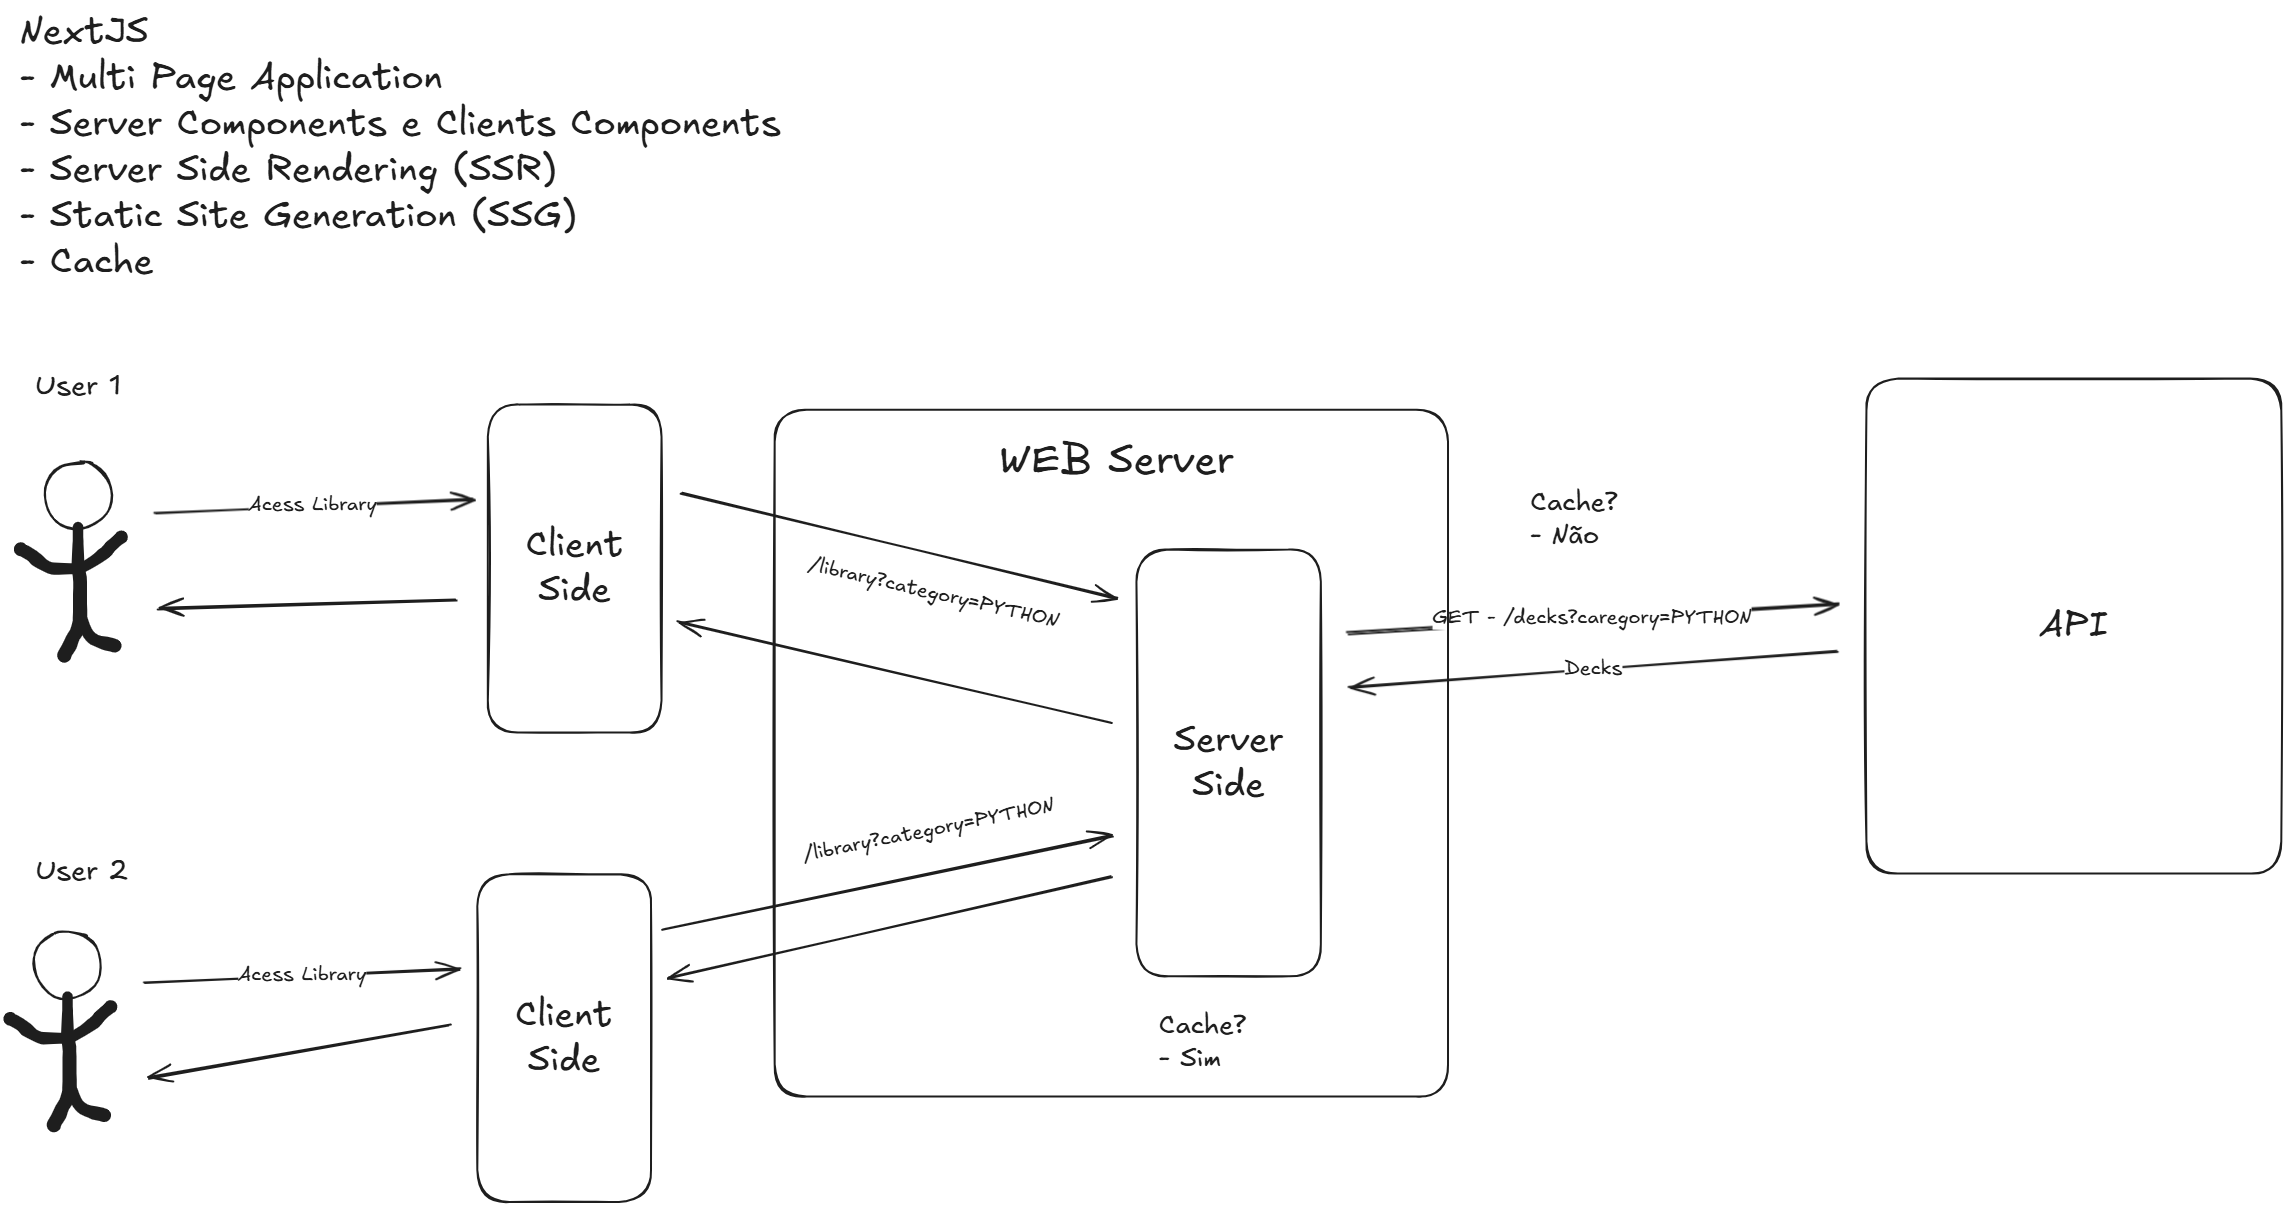 NextJS
- Multi Page Application
- Server Components e Clients Components
- Server Side Rendering (SSR)
- Static Site Generation (SSG)
- Cache
User 1
Acess Library
Client
Side
WEB Server
/library?category=PYTHON
Server
Side
Cache?
- Não
GET - /decks?caregory=PYTHON
Decks
API
User 2
Acess Library
Client
Side
/library?category=PYTHON
Cache?
- Sim